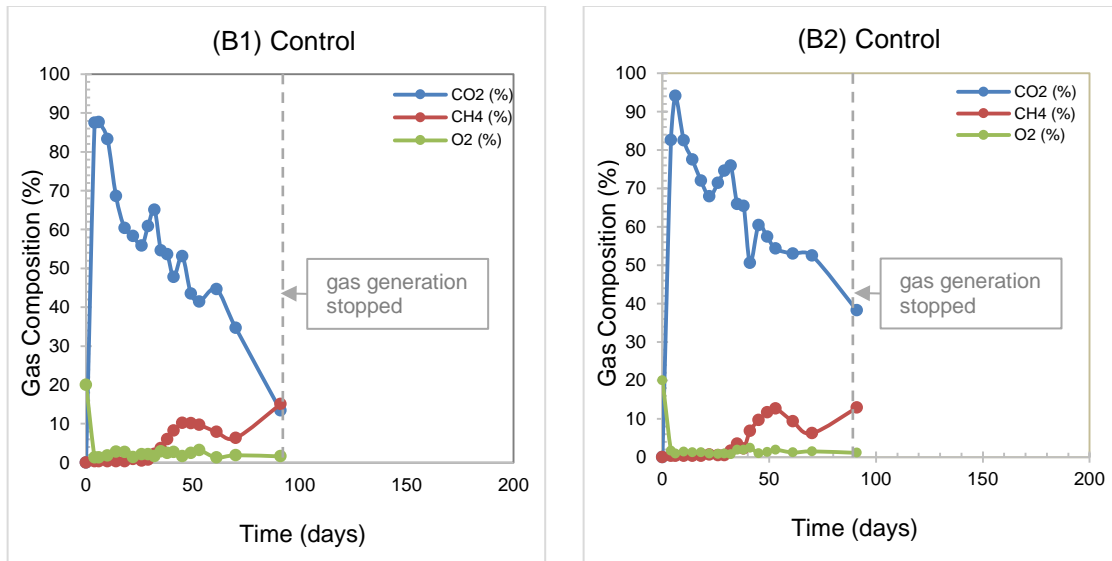 (B1) Control
Gas Composition (%)
100
90
80
70
60
50
40
30
20
10
0
CO2 (%)
CH4 (%)
O2 (%)
gas generation
stopped
0
50
100
150
200
Time (days)
(B2) Control
Gas Composition (%)
100
90
80
70
60
50
40
30
20
10
0
CO2 (%)
CH4 (%)
O2 (%)
gas generation
stopped
0
50
100
150
200
Time (days)